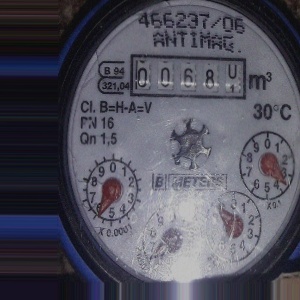 466237/06
ANTIMAG.
B 94
321,04
0068
m³
Cl. B=H-A=V
30°C
PN 16
Qn 1,5
B METERS
X 0.0001
X0.1